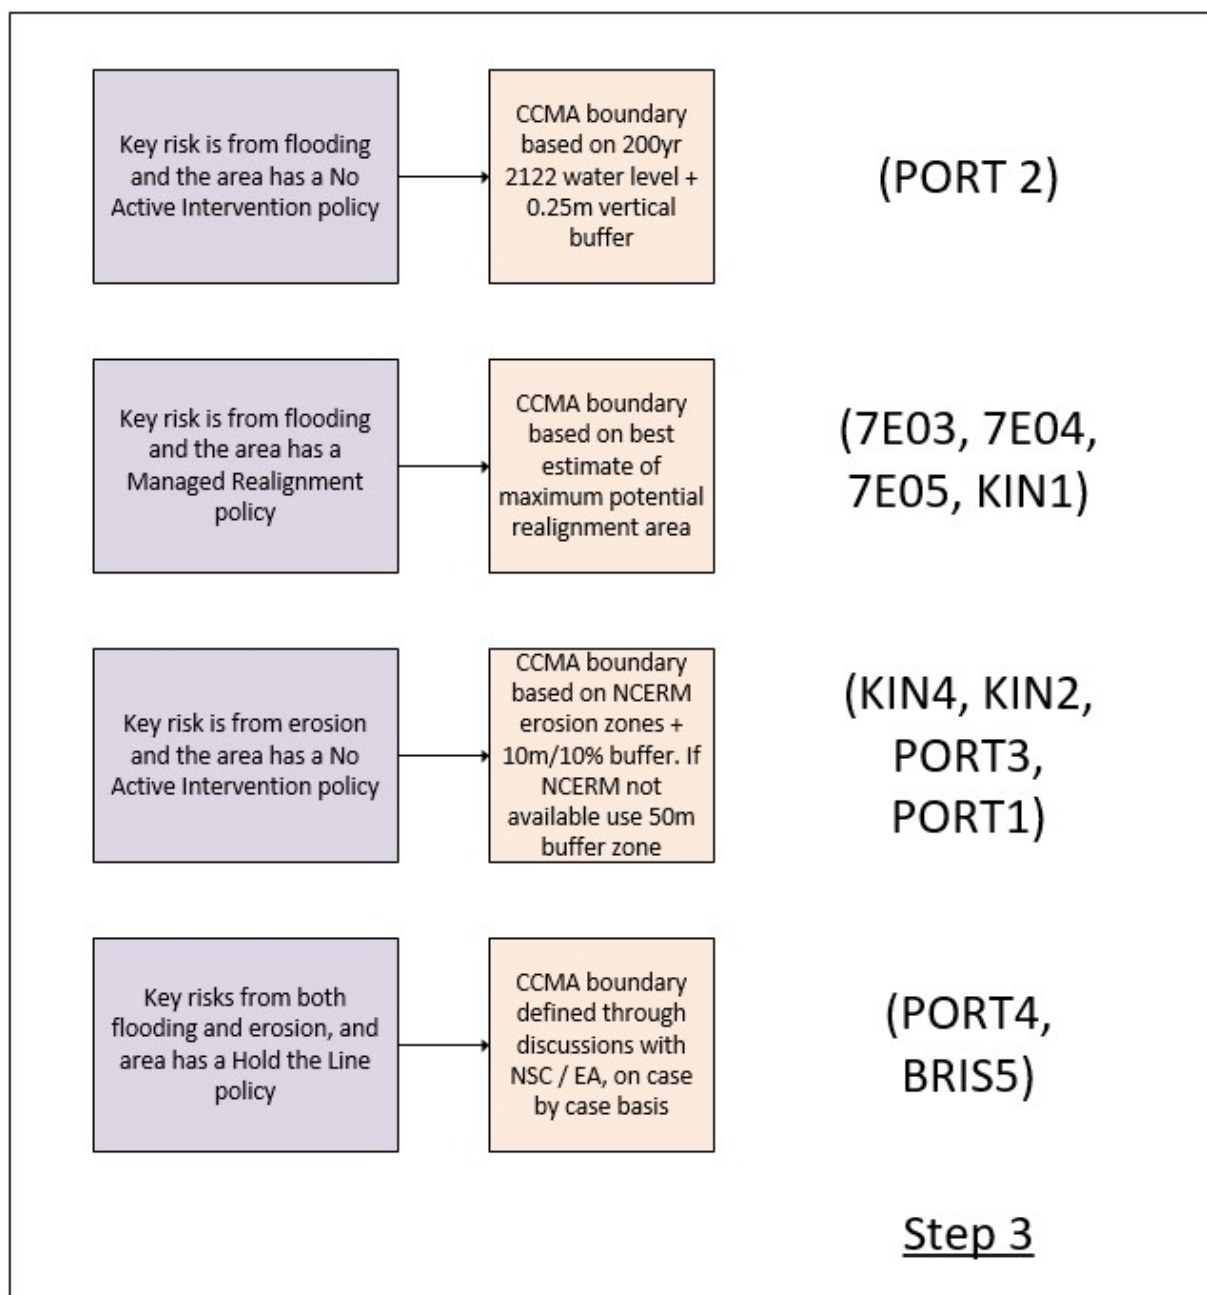 Key risk is from flooding
and the area has a No
Active Intervention policy
CCMA boundary
based on 200yr
2122 water level +
0.25m vertical
buffer
(PORT 2)
Key risk is from flooding
and the area has a
Managed Realignment
policy
CCMA boundary
based on best
estimate of
maximum potential
realignment area
(7E03, 7E04,
7E05, KIN1)
Key risk is from erosion
and the area has a No
Active Intervention policy
CCMA boundary
based on NCERM
erosion zones +
10m/10% buffer. If
NCERM not
available use 50m
buffer zone
(KIN4, KIN2,
PORT3,
PORT1)
Key risks from both
flooding and erosion, and
area has a Hold the Line
policy
CCMA boundary
defined through
discussions with
NSC / EA, on case
by case basis
(PORT4,
BRIS5)
Step 3